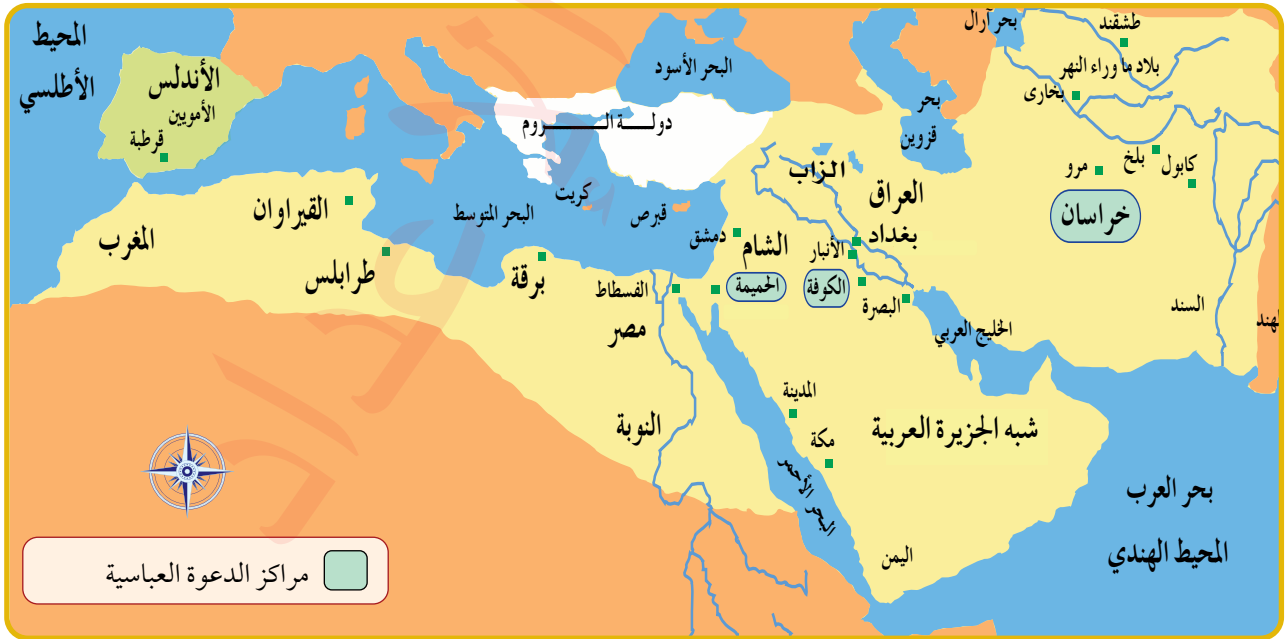 المحيط
الأطلسي
الأندلس
الأمويين
قرطبة
البحر الأسود
بحر آرال
طشقند
بلاد ما وراء النهر
بخارى
بحر
قزوين
دولــة الــــروم
كريت
قبرص
البحر المتوسط
الزاب
العراق
بغداد
الأنبار
الكوفة
البصرة
مرو
بلخ
كابول
خراسان
القيراوان
المغرب
طرابلس
برقة
دمشق
الشام
الحميمة
الفسطاط
مصر
النوبة
الخليج العربي
السند
الهند
المدينة
مكة
شبه الجزيرة العربية
البحر الأحمر
اليمن
بحر العرب
المحيط الهندي
مراكز الدعوة العباسية